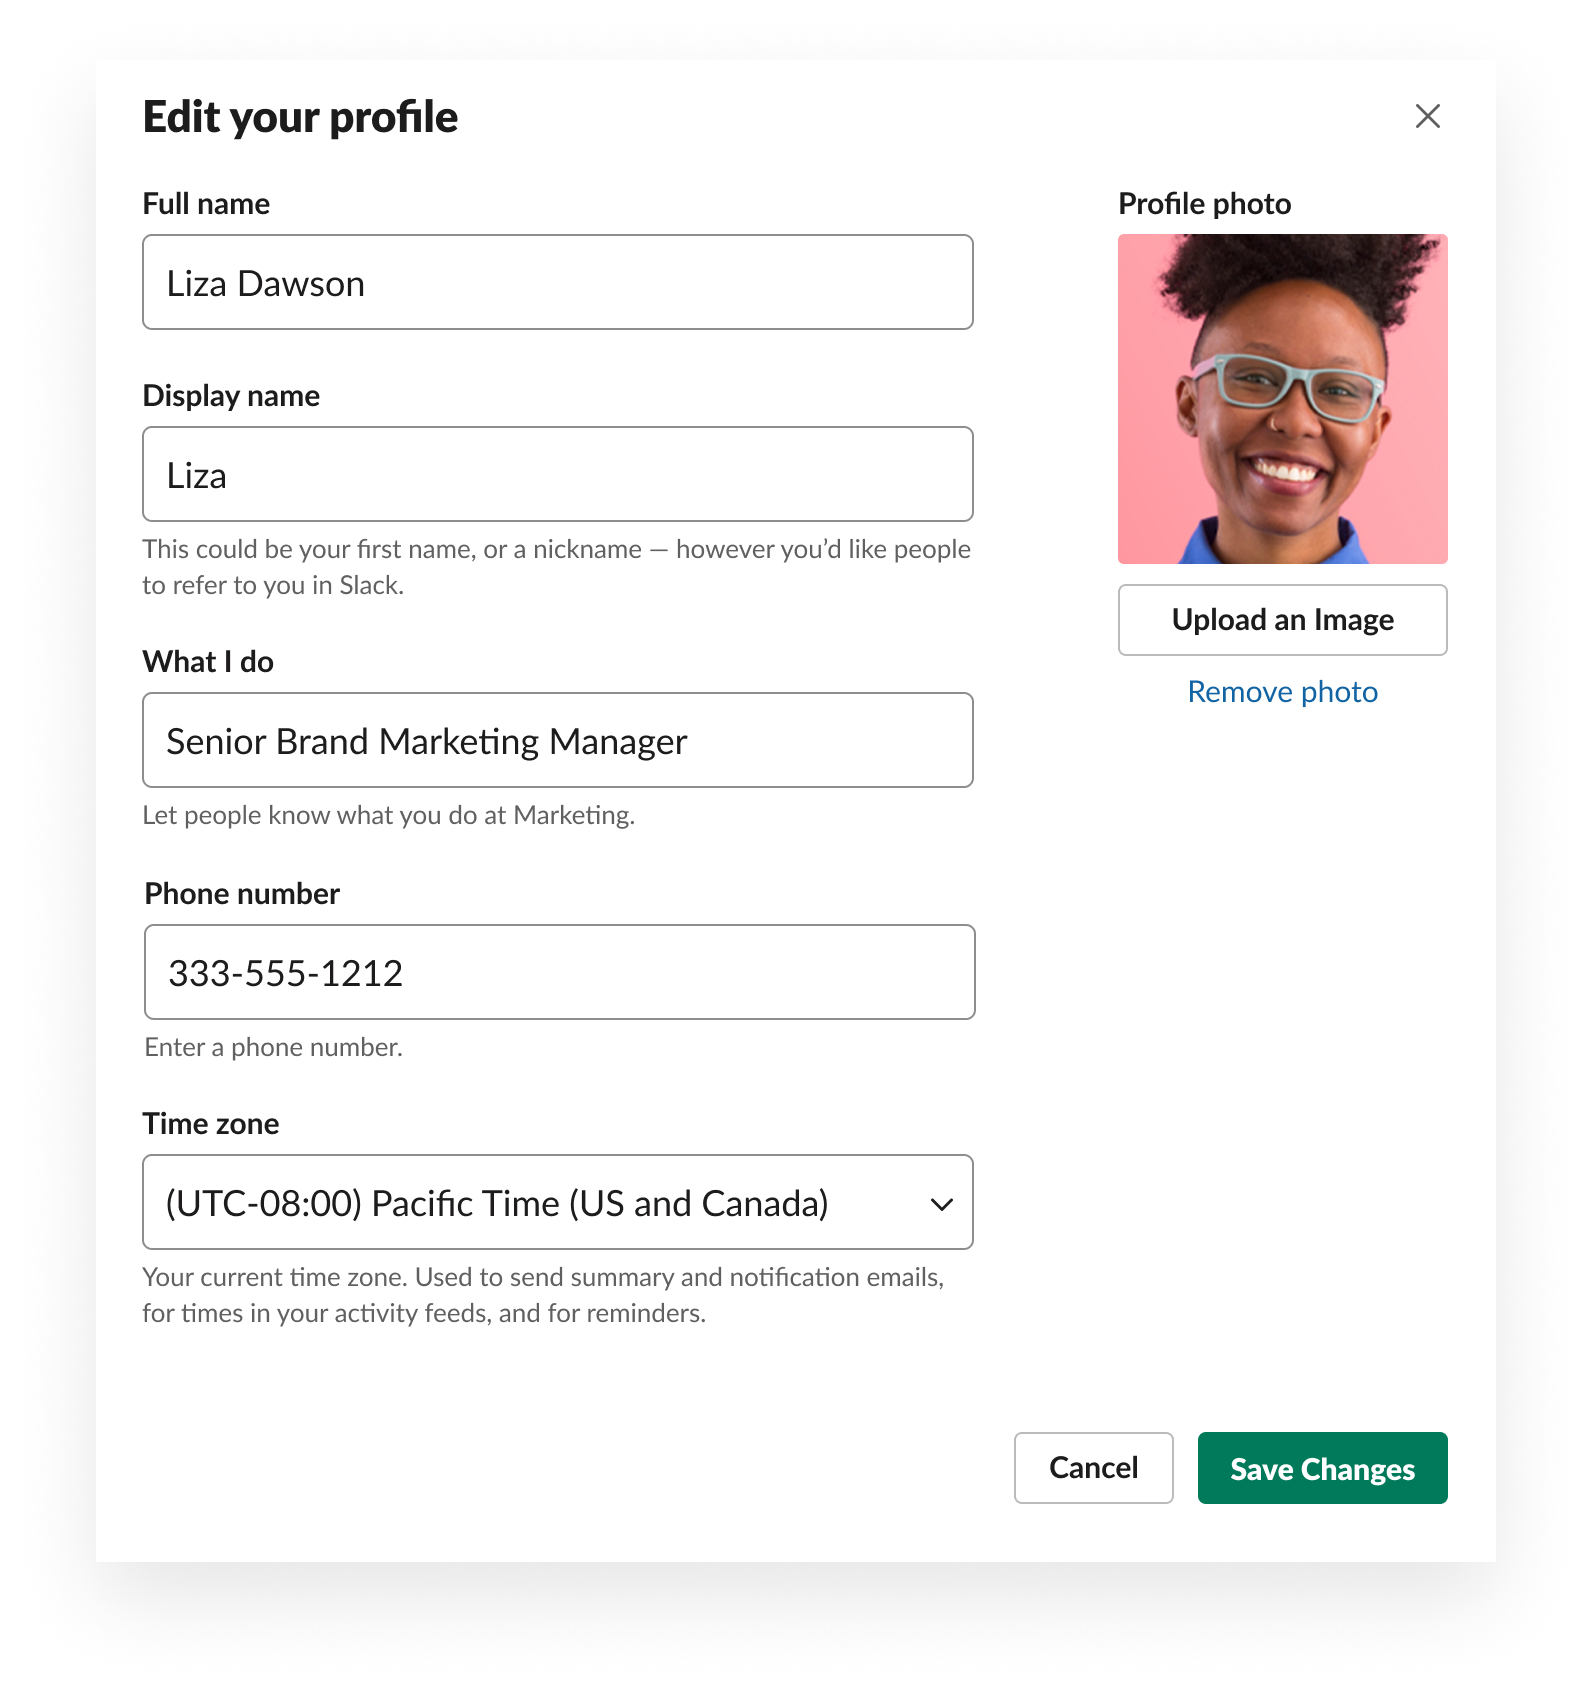 Edit your profile
Full name
Liza Dawson
Display name
Liza
This could be your first name, or a nickname — however you’d like people
to refer to you in Slack.
What I do
Senior Brand Marketing Manager
Let people know what you do at Marketing.
Phone number
333-555-1212
Enter a phone number.
Time zone
(UTC-08:00) Pacific Time (US and Canada)
Your current time zone. Used to send summary and notification emails,
for times in your activity feeds, and for reminders.
Profile photo
Upload an Image
Remove photo
Cancel
Save Changes